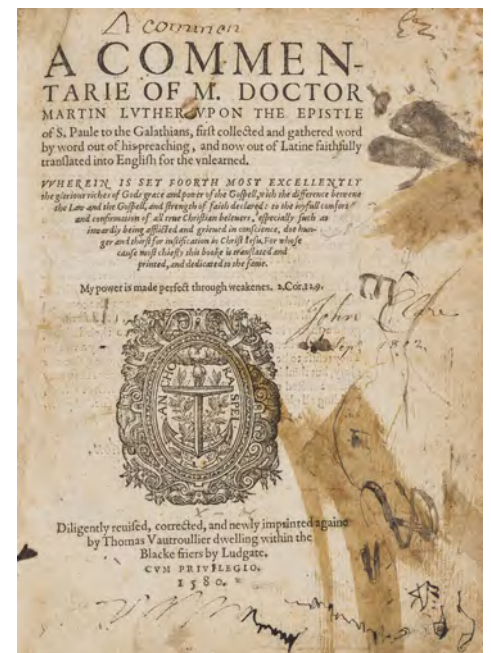 A common
A COMMEN-
TARIE OF M. DOCTOR
MARTIN LVTHER VPON THE EPISTLE
of S. Paule to the Galathians, firſt collected and gathered word
by word out of his preaching, and now out of Latine faithfully
tranſlated into Engliſh for the vnlearned.
VVHEREIN IS SET FOORTH MOST EXCELLENTLY
the glorious riches of Gods grace and power of the Goſpell, with the difference betwene
the Law and the Goſpell, and ſtrength of faith declared: to the ioyfull comfort
and confirmation of all true Chriſtian beleuers, eſpecially ſuch as
inwardly being afflicted and grieued in conſcience, doe hun-
ger and thirſt for iuſtification in Chriſt Ieſu. For whoſe
cauſe moſt chiefly this booke is tranſlated and
printed, and dedicated to the ſame.
My power is made perfect through weakenes. 2.Cor.12.9.
John
1802
ANCHORA SPEI
Diligently reuiſed, corrected, and newly imprinted againe
by Thomas Vautroullier dwelling within the
Blacke friers by Ludgate.
CVM PRIVILEGIO.
1580.